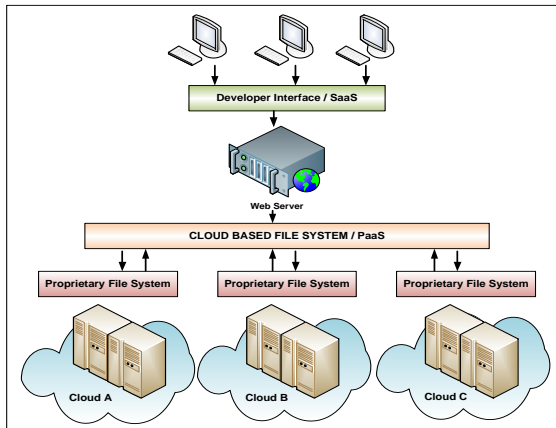 Developer Interface / SaaS
Web Server
CLOUD BASED FILE SYSTEM / PaaS
Proprietary File System
Proprietary File System
Proprietary File System
Cloud A
Cloud B
Cloud C